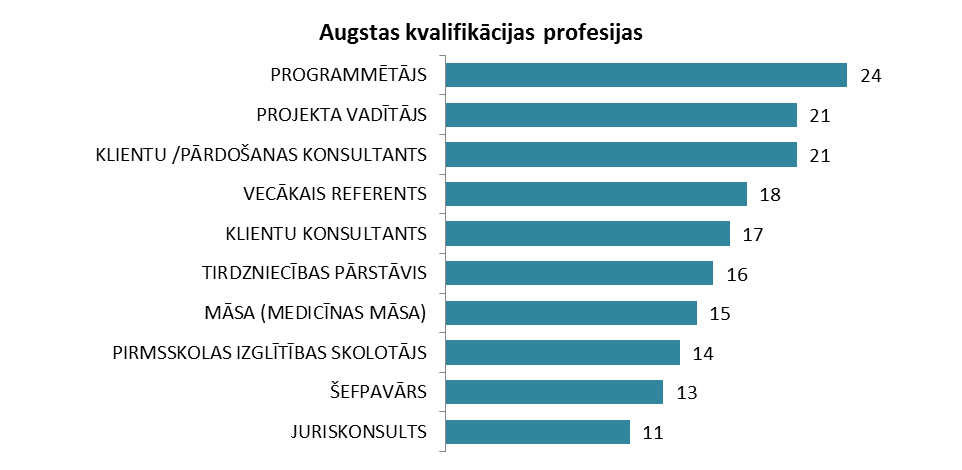 Augstas kvalifikācijas profesijas
PROGRAMMĒTĀJS 24
PROJEKTA VADĪTĀJS 21
KLIENTU /PĀRDOŠANAS KONSULTANTS 21
VECĀKAIS REFERENTS 18
KLIENTU KONSULTANTS 17
TIRDZNIECĪBAS PĀRSTĀVIS 16
MĀSA (MEDICĪNAS MĀSA) 15
PIRMSSKOLAS IZGLĪTĪBAS SKOLOTĀJS 14
ŠEFPAVĀRS 13
JURISKONSULTS 11